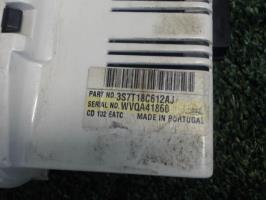 PART NO. 3S7T18C612AJ
SERIAL NO. WVQA41860
CD 132 EATC MADE IN PORTUGAL